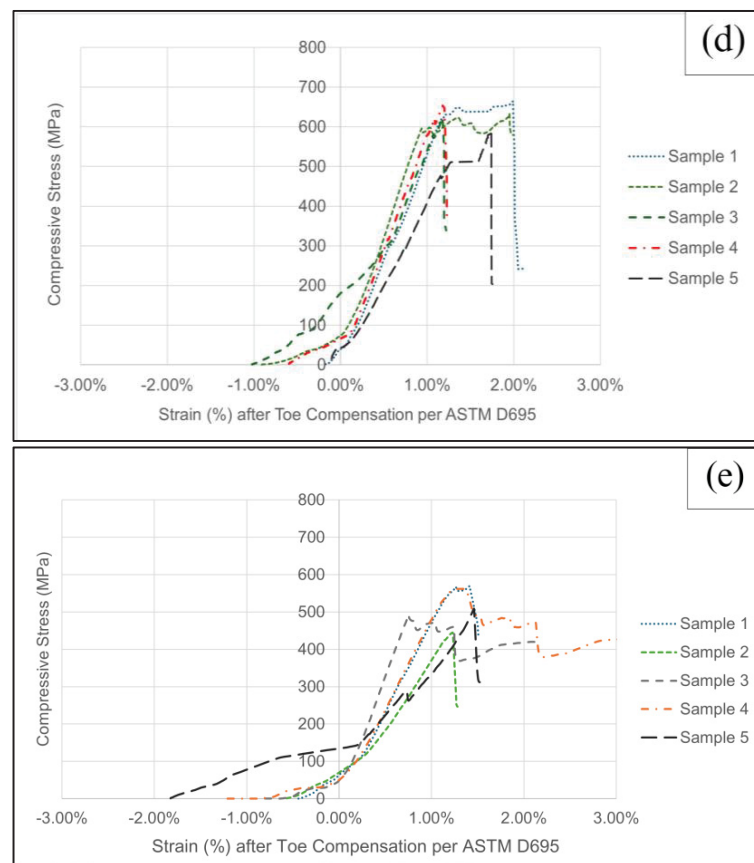 (d)
800
700
600
500
400
300
200
100
0
-3.00%
-2.00%
-1.00%
0.00%
1.00%
2.00%
3.00%
Compressive Stress (MPa)
Strain (%) after Toe Compensation per ASTM D695
Sample 1
Sample 2
Sample 3
Sample 4
Sample 5
(e)
800
700
600
500
400
300
200
100
0
-3.00%
-2.00%
-1.00%
0.00%
1.00%
2.00%
3.00%
Compressive Stress (MPa)
Strain (%) after Toe Compensation per ASTM D695
Sample 1
Sample 2
Sample 3
Sample 4
Sample 5